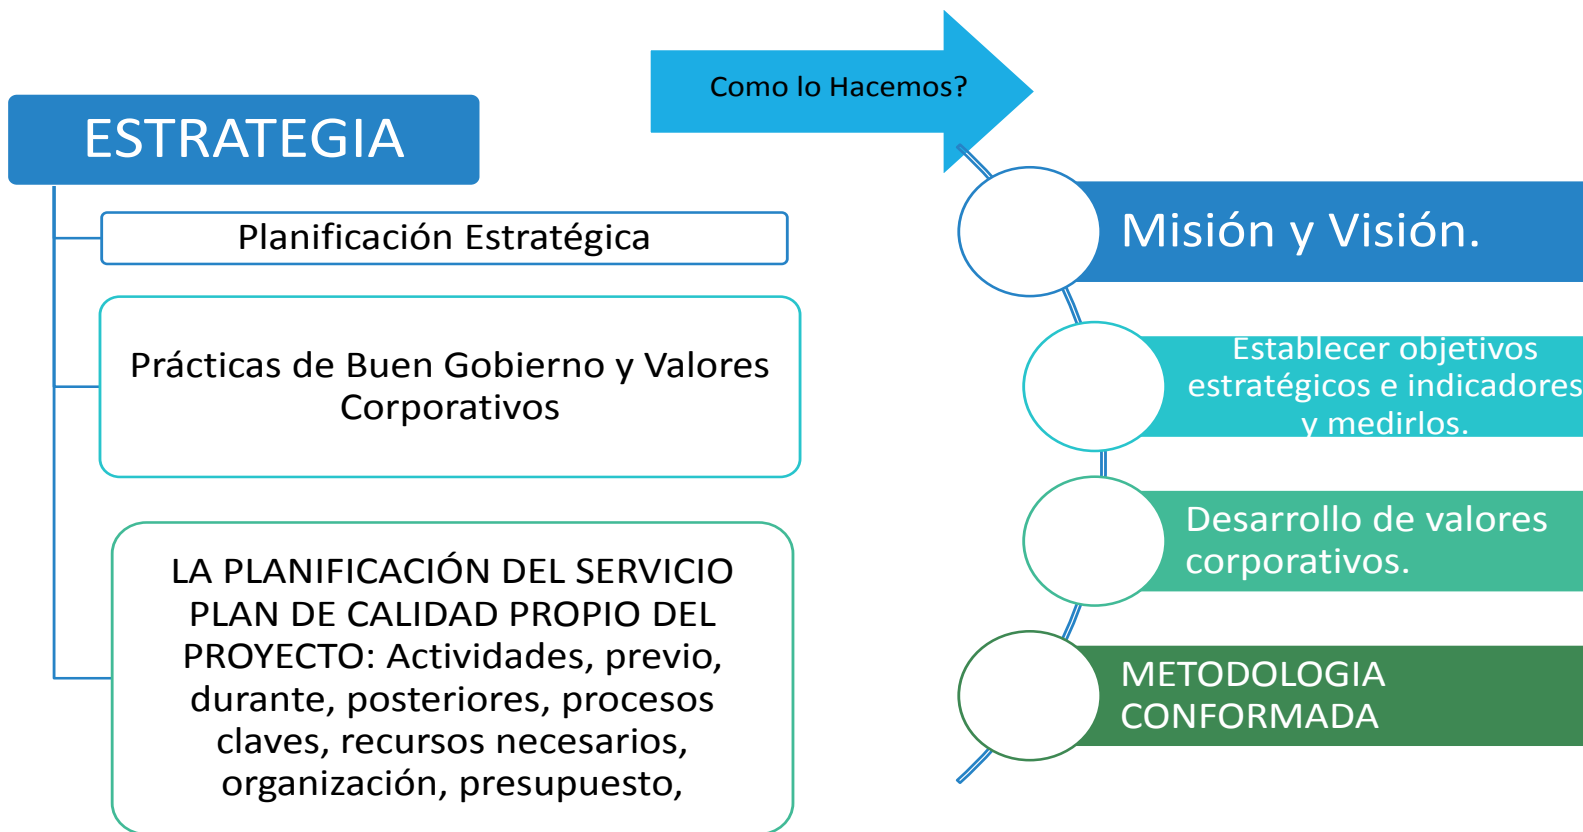 Como lo Hacemos?
ESTRATEGIA
Planificación Estratégica
Prácticas de Buen Gobierno y Valores
Corporativos
LA PLANIFICACIÓN DEL SERVICIO
PLAN DE CALIDAD PROPIO DEL
PROYECTO: Actividades, previo,
durante, posteriores, procesos
claves, recursos necesarios,
organización, presupuesto,
Misión y Visión.
Establecer objetivos
estratégicos e indicadores
y medirlos.
Desarrollo de valores
corporativos.
METODOLOGIA
CONFORMADA